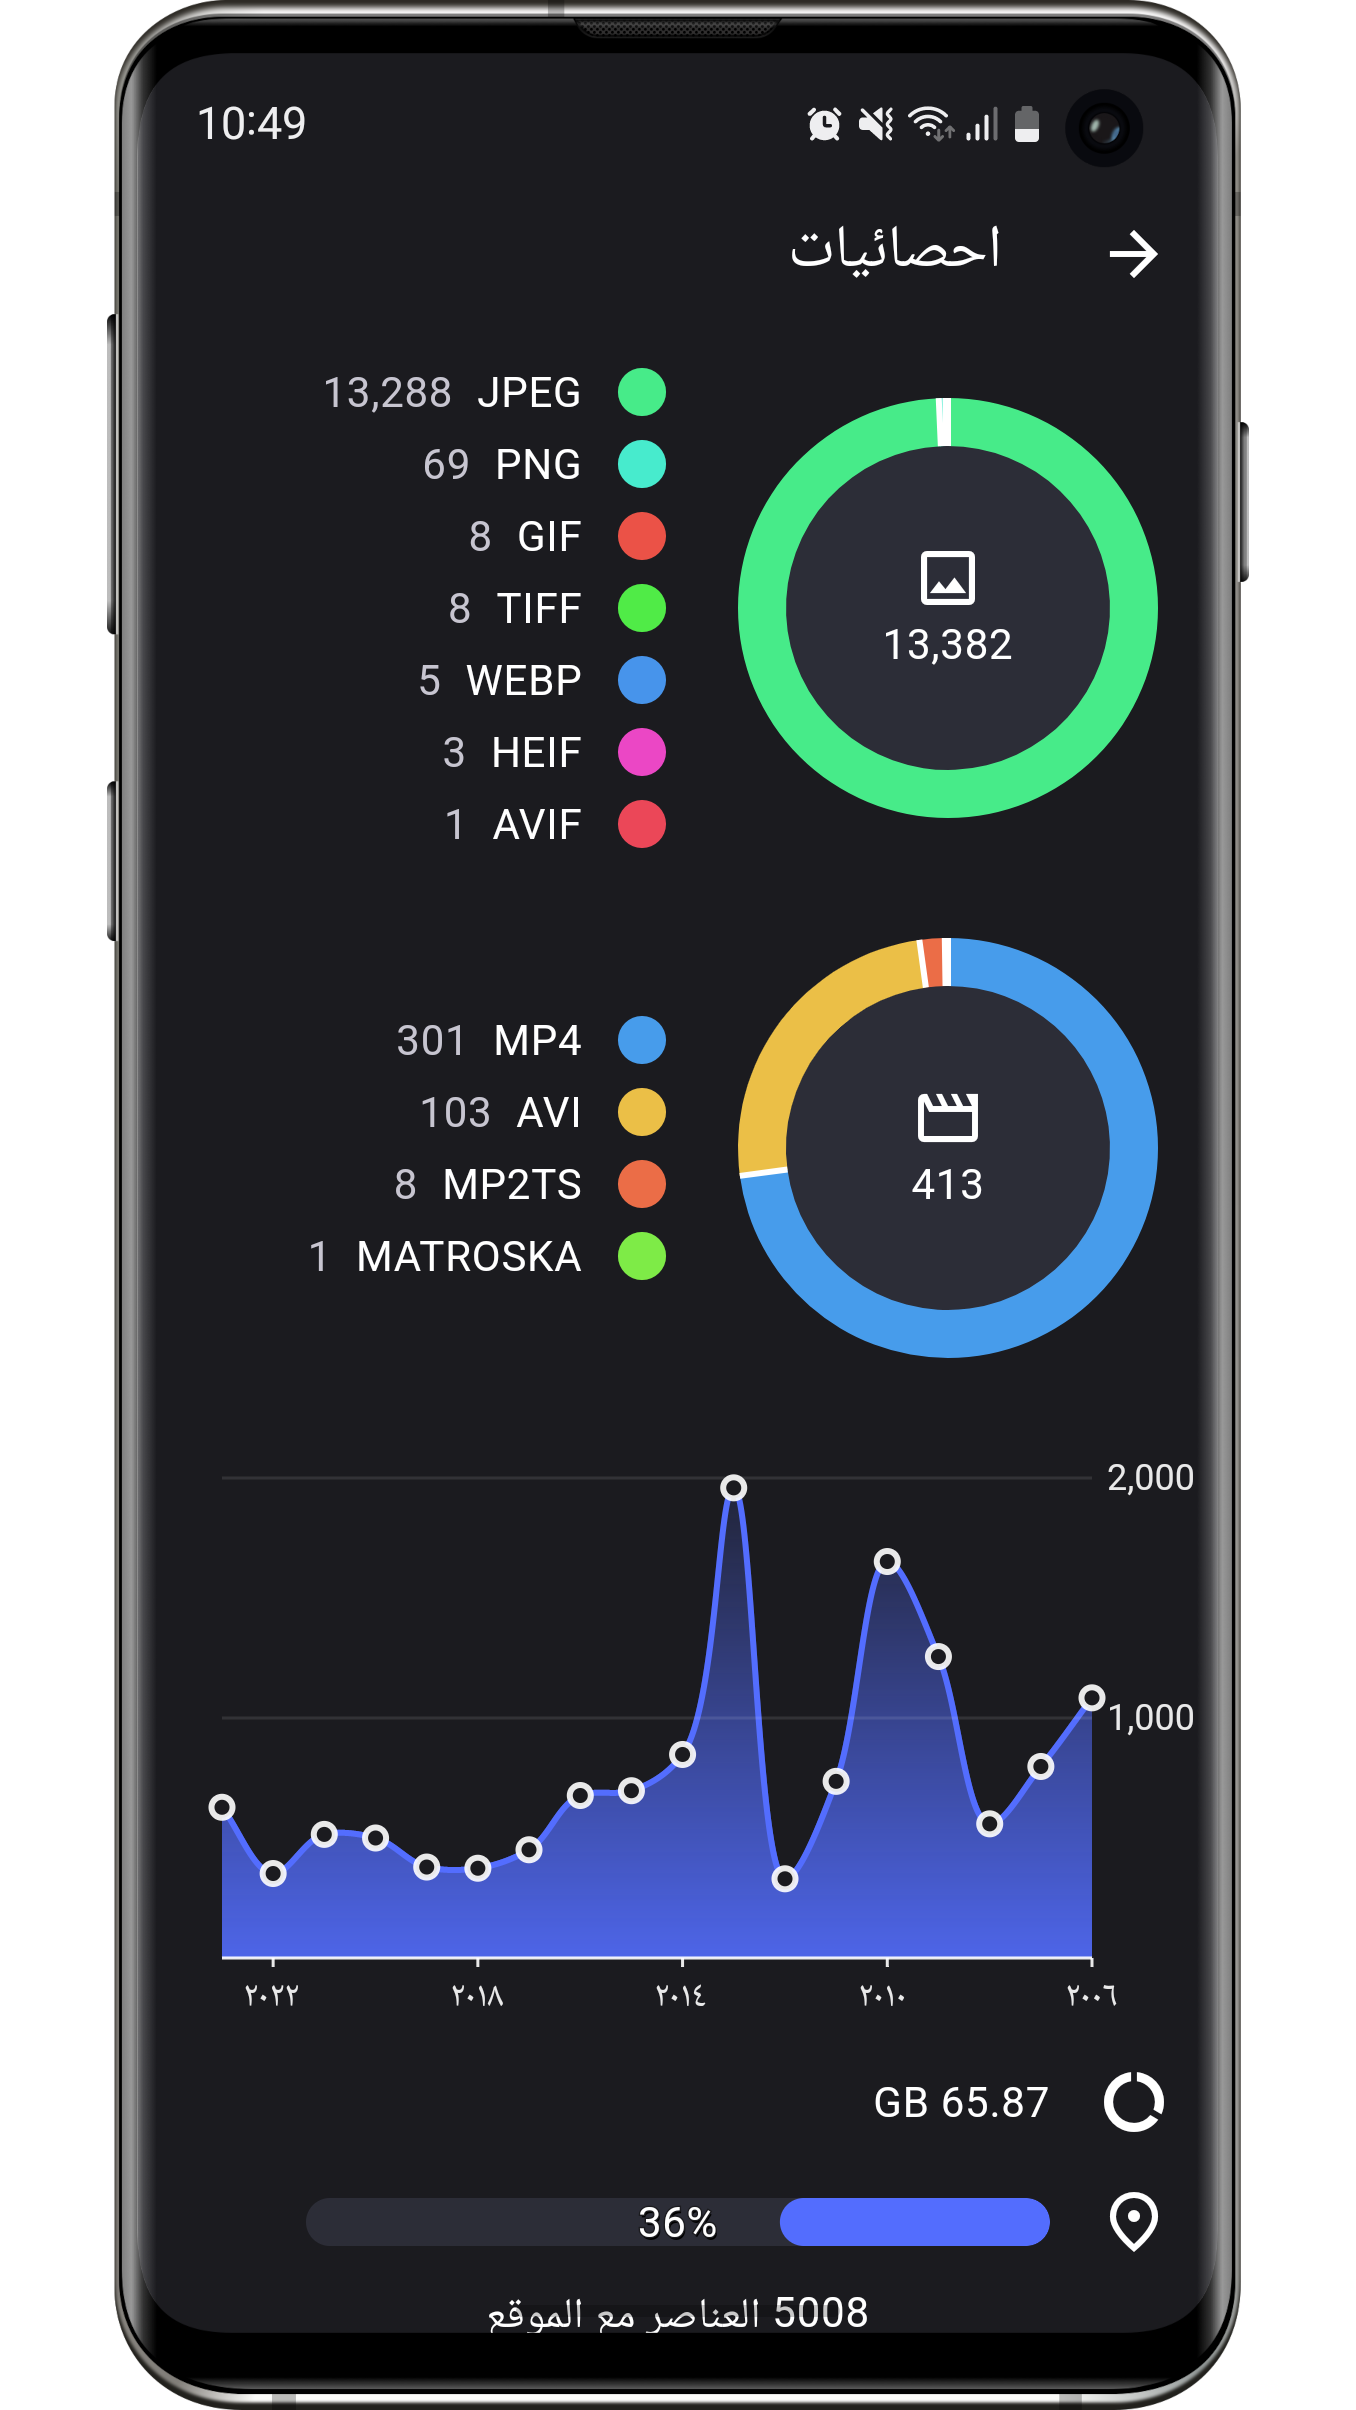 10:49
احصائيات
JPEG 13,288
PNG 69
GIF 8
TIFF 8
WEBP 5
HEIF 3
AVIF 1
13,382
MP4 301
AVI 103
MP2TS 8
MATROSKA 1
413
2,000
1,000
٢٠٠٦ ٢٠١٠ ٢٠١٤ ٢٠١٨ ٢٠٢٢
65.87 GB
36%
5008 العناصر مع الموقع